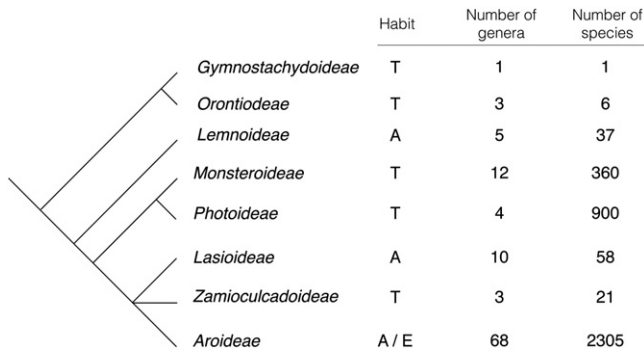 Habit Number of genera Number of species
Gymnostachydoideae T 1 1
Orontiodeae T 3 6
Lemnoideae A 5 37
Monsteroideae T 12 360
Photoideae T 4 900
Lasioideae A 10 58
Zamioculcadoideae T 3 21
Aroideae A / E 68 2305